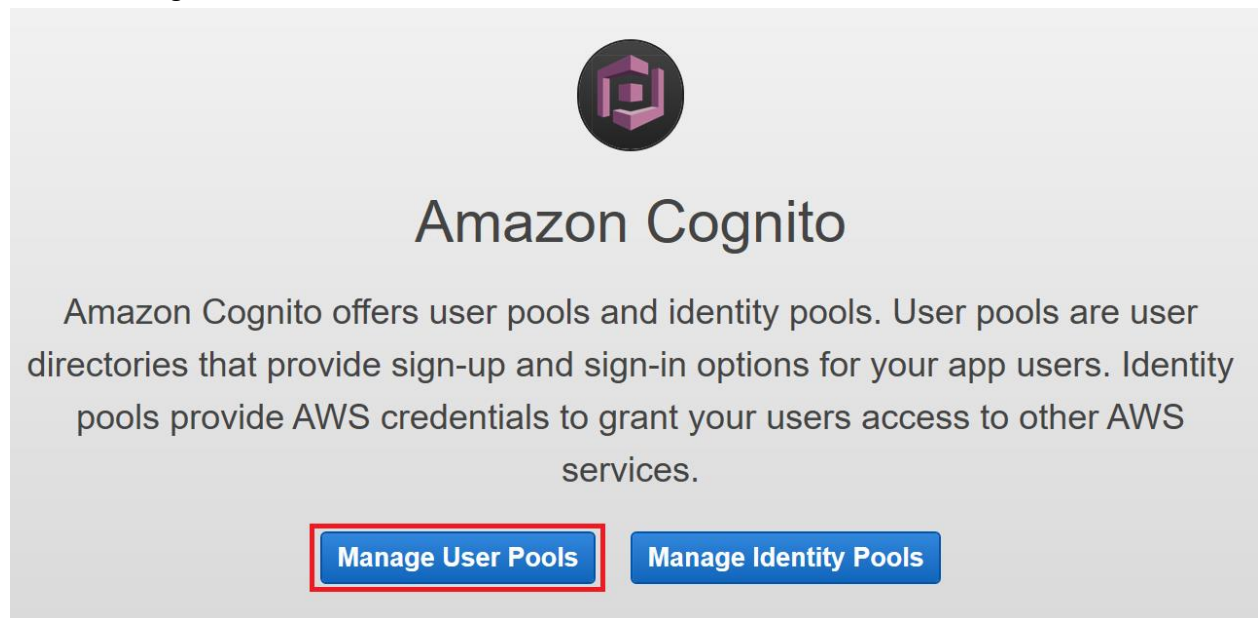 Amazon Cognito
Amazon Cognito offers user pools and identity pools. User pools are user
directories that provide sign-up and sign-in options for your app users. Identity
pools provide AWS credentials to grant your users access to other AWS
services.
Manage User Pools Manage Identity Pools